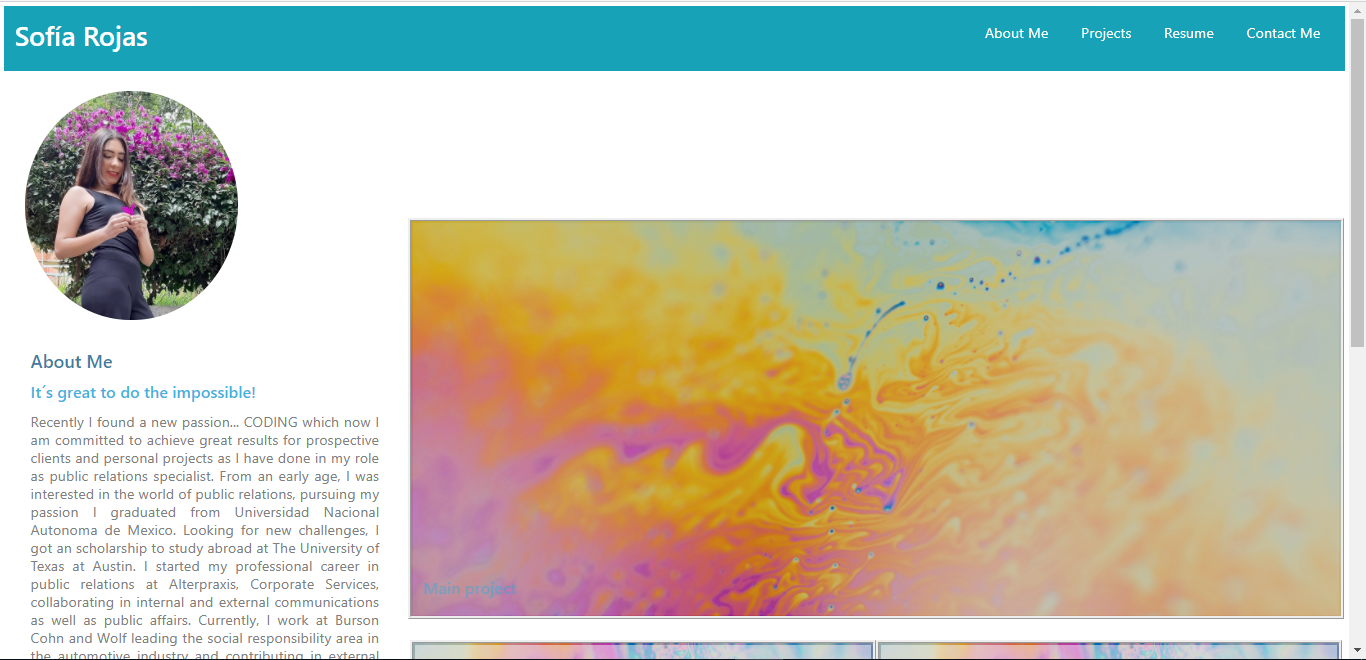 Sofía Rojas
About Me
Projects
Resume
Contact Me
About Me
It´s great to do the impossible!
Recently I found a new passion... CODING which now I
am committed to achieve great results for prospective
clients and personal projects as I have done in my role
as public relations specialist. From an early age, I was
interested in the world of public relations, pursuing my
passion I graduated from Universidad Nacional
Autonoma de Mexico. Looking for new challenges, I
got an scholarship to study abroad at The University of
Texas at Austin. I started my professional career in
public relations at Alterpraxis, Corporate Services,
collaborating in internal and external communications
as well as public affairs. Currently, I work at Burson
Cohn and Wolf leading the social responsibility area in
the automotive industry and contributing in external
Main project